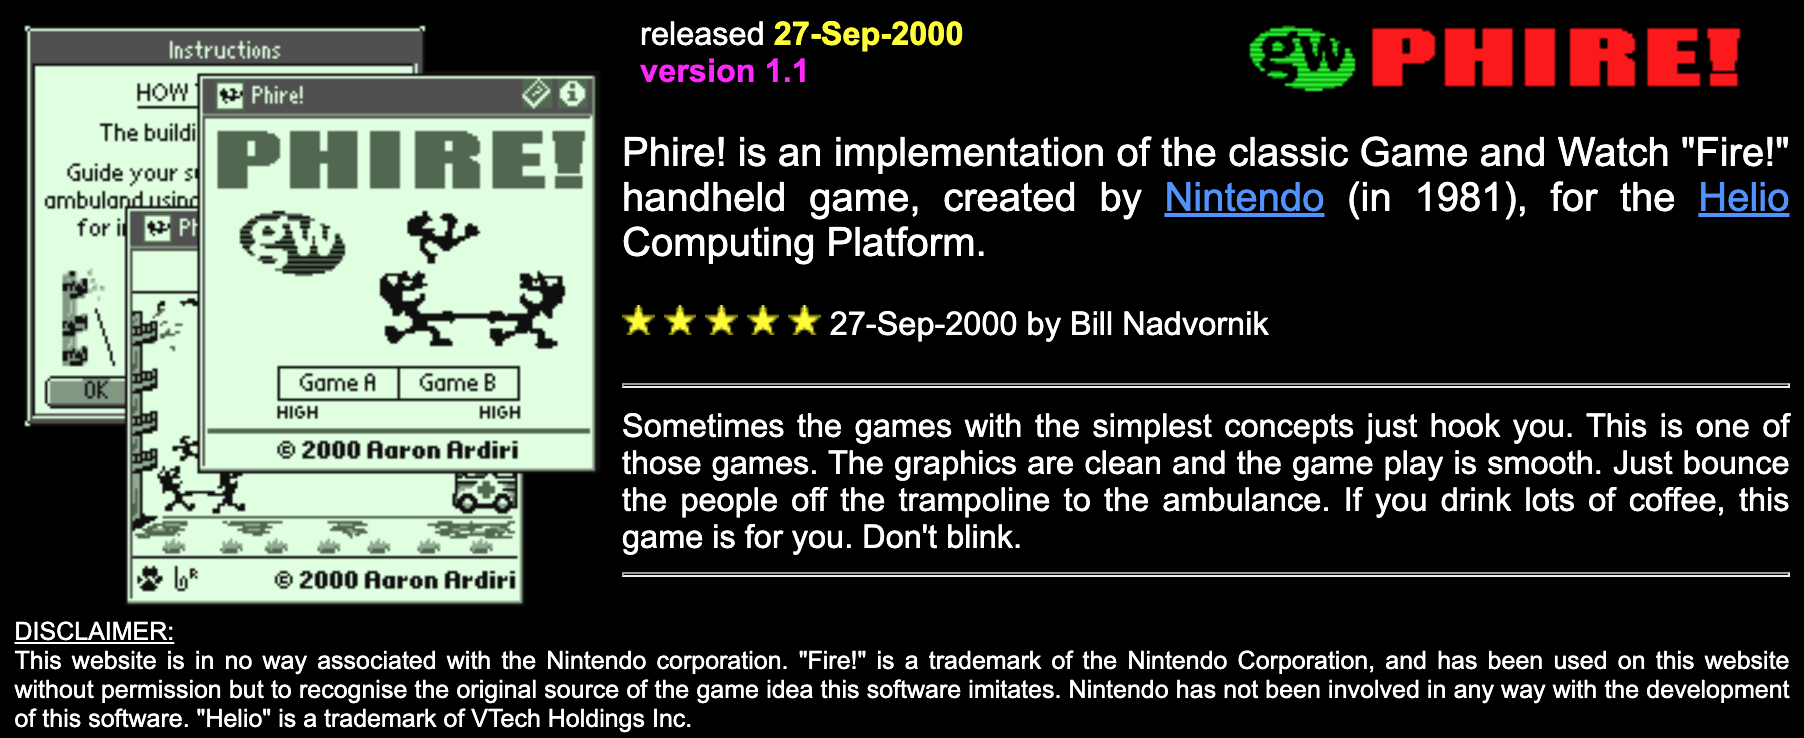 Instructions
HOW
The buildi
Guide your s
ambuland using
for i
OK
Phire!
PHIRE!
gw
Game A Game B
HIGH HIGH
© 2000 Aaron Ardiri
Ph
© 2000 Aaron Ardiri
released 27-Sep-2000
version 1.1
gw PHIRE!
Phire! is an implementation of the classic Game and Watch "Fire!"
handheld game, created by Nintendo (in 1981), for the Helio
Computing Platform.
27-Sep-2000 by Bill Nadvornik
Sometimes the games with the simplest concepts just hook you. This is one of
those games. The graphics are clean and the game play is smooth. Just bounce
the people off the trampoline to the ambulance. If you drink lots of coffee, this
game is for you. Don't blink.
DISCLAIMER:
This website is in no way associated with the Nintendo corporation. "Fire!" is a trademark of the Nintendo Corporation, and has been used on this website
without permission but to recognise the original source of the game idea this software imitates. Nintendo has not been involved in any way with the development
of this software. "Helio" is a trademark of VTech Holdings Inc.